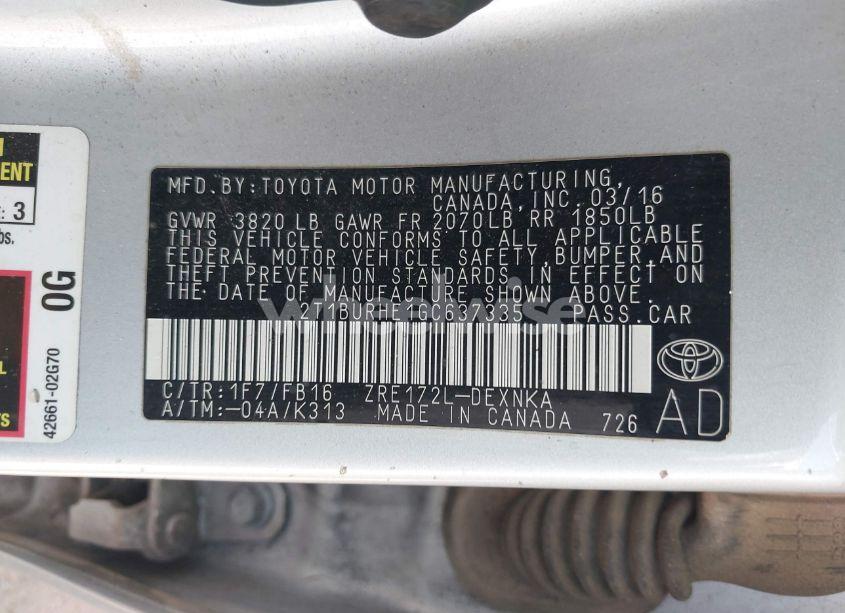 MFD.BY:TOYOTA MOTOR MANUFACTURING,
CANADA, INC. 03/16
GVWR 3820 LB GAWR FR 2070LB, RR 1850LB
THIS VEHICLE CONFORMS TO ALL APPLICABLE
FEDERAL MOTOR VEHICLE SAFETY, BUMPER, AND
THEFT PREVENTION STANDARDS IN EFFECT ON
THE DATE OF MANUFACTURE SHOWN ABOVE.
2T1BURHE1GC637335 PASS.CAR
C/TR:1F7/FB16 ZRE172L-DEXNKA
A/TM:-04A/K313 MADE IN CANADA 726
AD
3
0G
42661-02G70
wheelwise